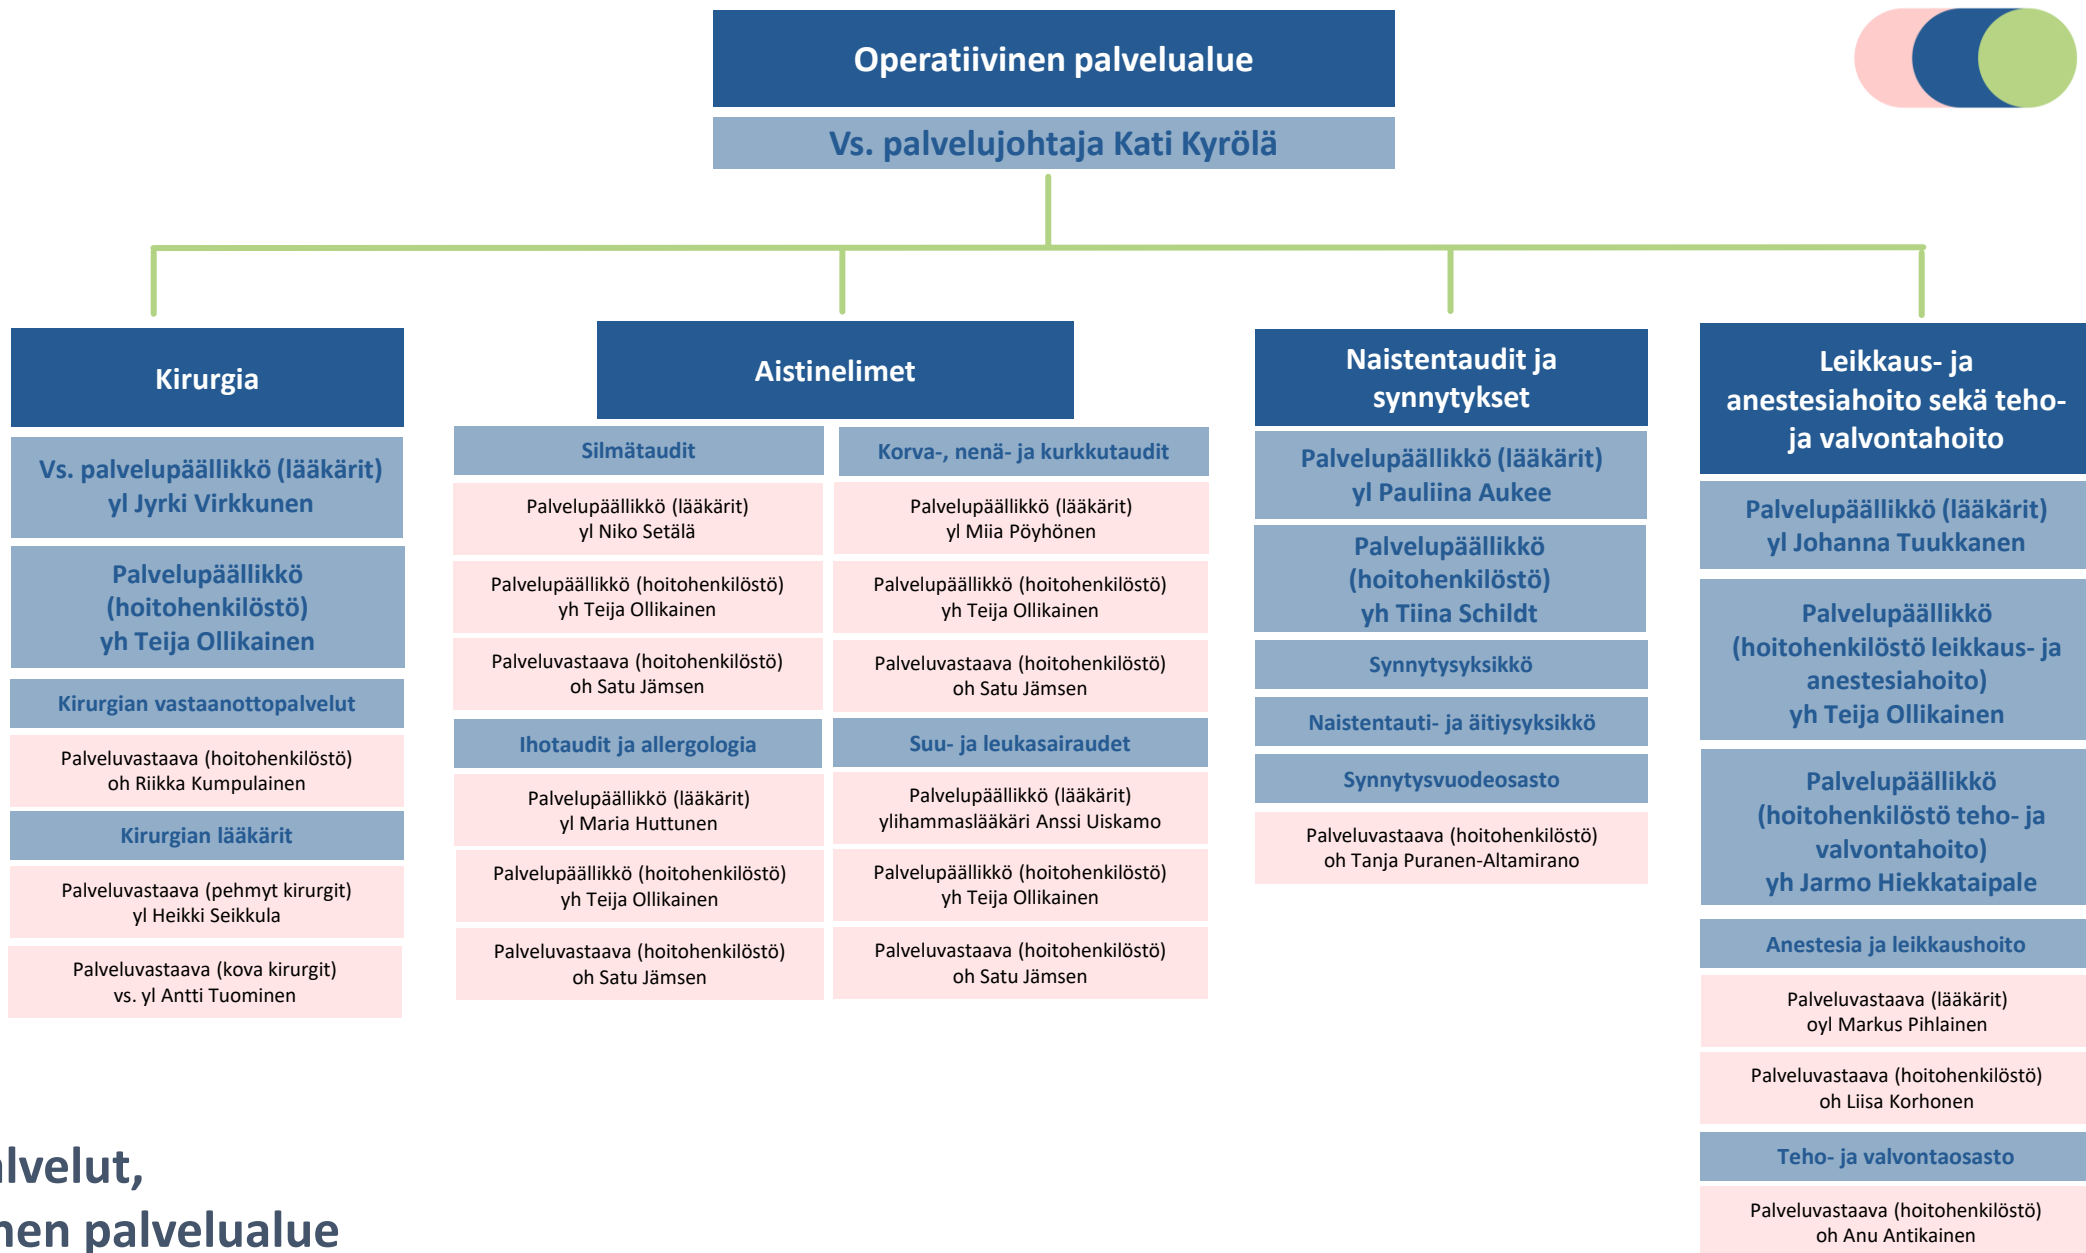 Operatiivinen palvelualue
Vs. palvelujohtaja Kati Kyrölä
Kirurgia
Vs. palvelupäällikkö (lääkärit)
yl Jyrki Virkkunen
Palvelupäällikkö
(hoitohenkilöstö)
yh Teija Ollikainen
Kirurgian vastaanottopalvelut
Palveluvastaava (hoitohenkilöstö)
oh Riikka Kumpulainen
Kirurgian lääkärit
Palveluvastaava (pehmyt kirurgit)
yl Heikki Seikkula
Palveluvastaava (kova kirurgit)
vs. yl Antti Tuominen
Aistinelimet
Silmätaudit
Palvelupäällikkö (lääkärit)
yl Niko Setälä
Palvelupäällikkö (hoitohenkilöstö)
yh Teija Ollikainen
Palveluvastaava (hoitohenkilöstö)
oh Satu Jämsen
Ihotaudit ja allergologia
Palvelupäällikkö (lääkärit)
yl Maria Huttunen
Palvelupäällikkö (hoitohenkilöstö)
yh Teija Ollikainen
Palveluvastaava (hoitohenkilöstö)
oh Satu Jämsen
Korva-, nenä- ja kurkkutaudit
Palvelupäällikkö (lääkärit)
yl Miia Pöyhönen
Palvelupäällikkö (hoitohenkilöstö)
yh Teija Ollikainen
Palveluvastaava (hoitohenkilöstö)
oh Satu Jämsen
Suu- ja leukasairaudet
Palvelupäällikkö (lääkärit)
ylihammaslääkäri Anssi Uiskamo
Palvelupäällikkö (hoitohenkilöstö)
yh Teija Ollikainen
Palveluvastaava (hoitohenkilöstö)
oh Satu Jämsen
Naistentaudit ja
synnytykset
Palvelupäällikkö (lääkärit)
yl Pauliina Aukee
Palvelupäällikkö
(hoitohenkilöstö)
yh Tiina Schildt
Synnytysyksikkö
Naistentauti- ja äitiysyksikkö
Synnytysvuodeosasto
Palveluvastaava (hoitohenkilöstö)
oh Tanja Puranen-Altamirano
Leikkaus- ja
anestesiahoito sekä teho-
ja valvontahoito
Palvelupäällikkö (lääkärit)
yl Johanna Tuukkanen
Palvelupäällikkö
(hoitohenkilöstö leikkaus- ja
anestesiahoito)
yh Teija Ollikainen
Palvelupäällikkö
(hoitohenkilöstö teho- ja
valvontahoito)
yh Jarmo Hiekkataipale
Anestesia ja leikkaushoito
Palveluvastaava (lääkärit)
oyl Markus Pihlainen
Palveluvastaava (hoitohenkilöstö)
oh Liisa Korhonen
Teho- ja valvontaosasto
Palveluvastaava (hoitohenkilöstö)
oh Anu Antikainen
alvelut,
nen palvelualue